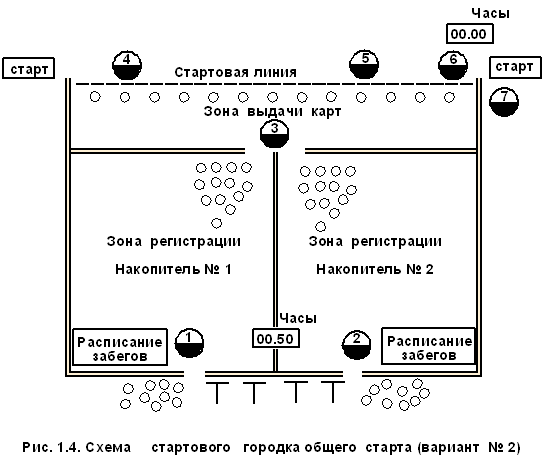 Часы
00.00
4
5
6
старт
старт
Стартовая линия
7
Зона выдачи карт
3
Зона регистрации
Зона регистрации
Накопитель № 1
Накопитель № 2
Часы
1
00.50
2
Расписание
забегов
Расписание
забегов
Рис. 1.4. Схема стартового городка общего старта (вариант № 2)